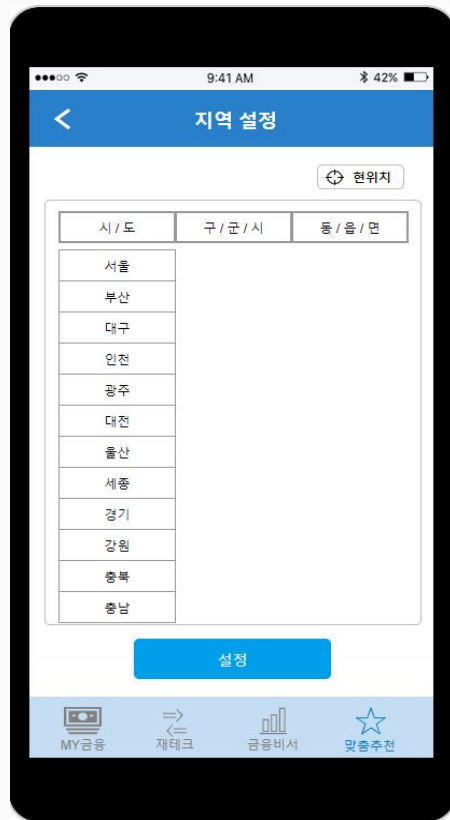 9:41 AM 42%
지역 설정
현위치
시 / 도 구 / 군 / 시 동 / 읍 / 면
서울
부산
대구
인천
광주
대전
울산
세종
경기
강원
충북
충남
설정
MY금융 재테크 금융비서 맞춤추천